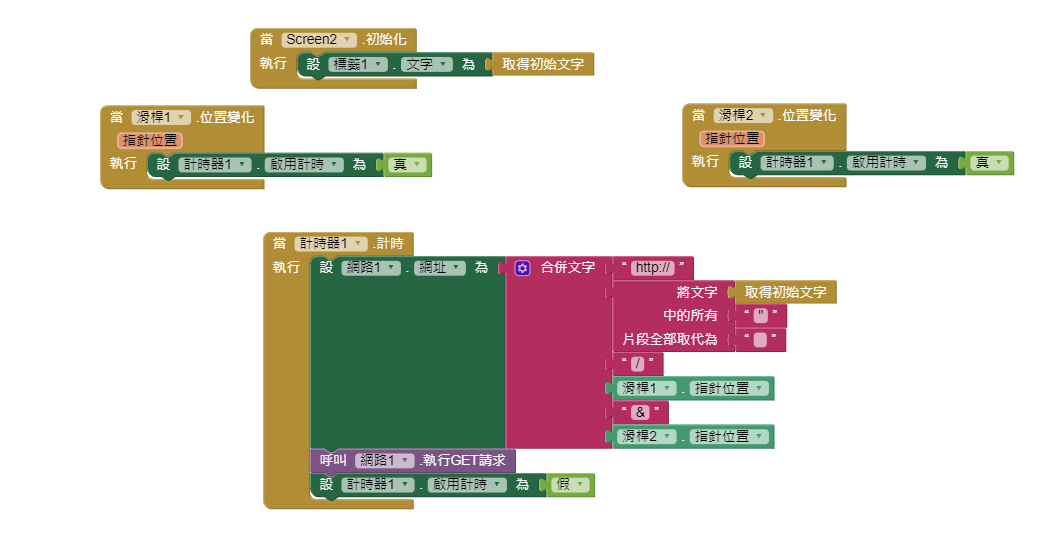 當 Screen2 .初始化
執行 設 標籤1 . 文字 為 取得初始文字
當 滑桿1 .位置變化
指針位置
執行 設 計時器1 . 啟用計時 為 真
當 滑桿2 .位置變化
指針位置
執行 設 計時器1 . 啟用計時 為 真
當 計時器1 .計時
執行 設 網路1 . 網址 為 合併文字 “ http:// ”
將文字 取得初始文字
中的所有 “ " ”
片段全部取代為 “ ”
“ / ”
滑桿1 . 指針位置
“ & ”
滑桿2 . 指針位置
呼叫 網路1 .執行GET請求
設 計時器1 . 啟用計時 為 假